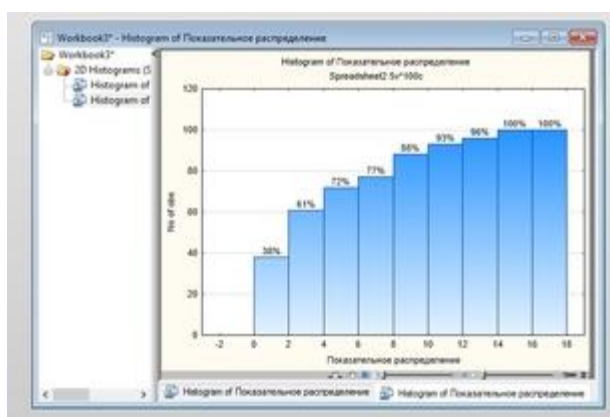 Workbook3* - Histogram of Показательное распределение
Workbook3*
2D Histograms (S
Histogram of
Histogram of
Histogram of Показательное распределение
Spreadsheet2 5v*100c
120
100
80
60
40
20
0
No of obs
38%
61%
72%
77%
88%
93%
96%
100%
100%
-2 0 2 4 6 8 10 12 14 16 18
Показательное распределение
Histogram of Показательное распределение
Histogram of Показательное распределение